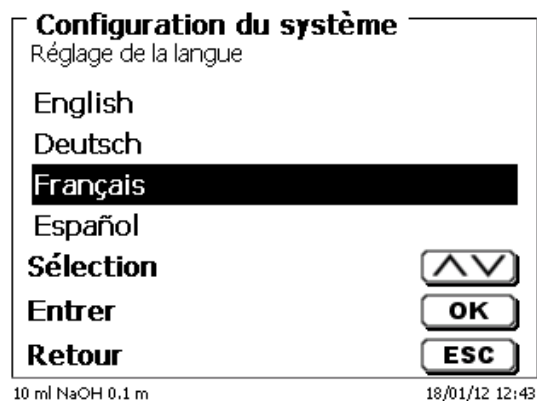 Configuration du système
Réglage de la langue
English
Deutsch
Français
Español
Sélection
Entrer OK
Retour ESC
10 ml NaOH 0.1 m 18/01/12 12:43